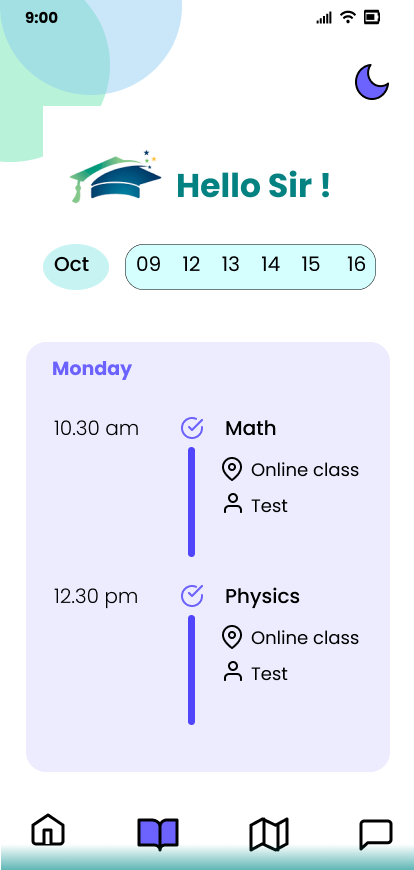 9:00
Hello Sir !
Oct 09 12 13 14 15 16
Monday
10.30 am Math
Online class
Test
12.30 pm Physics
Online class
Test